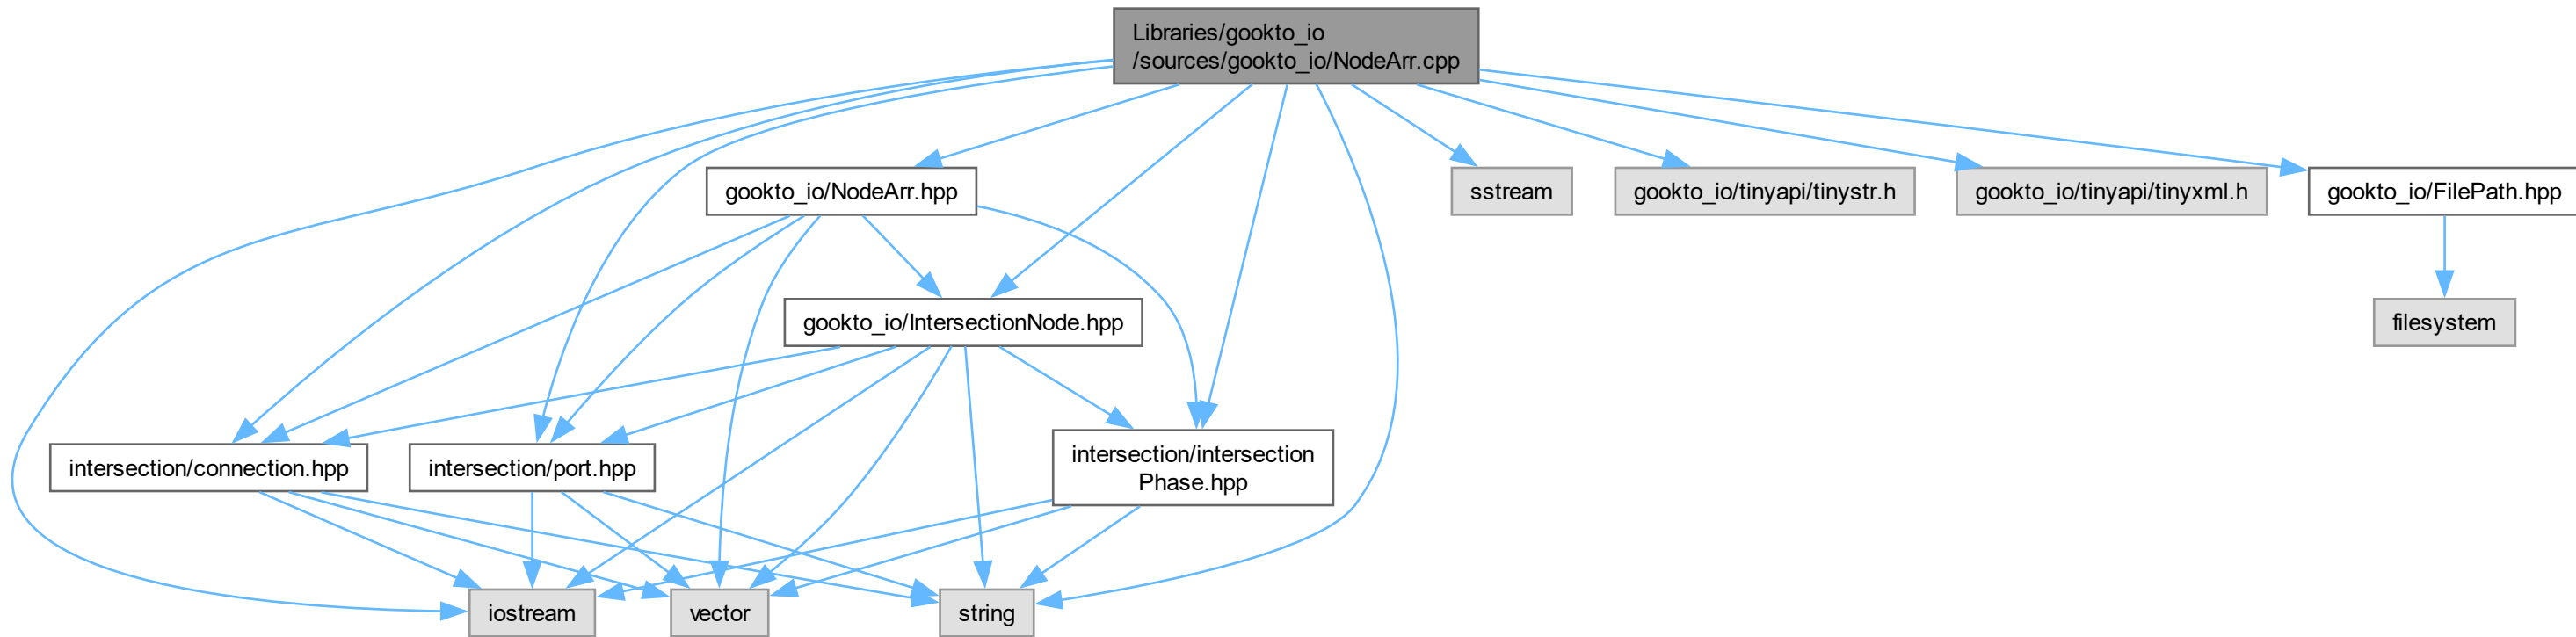 Libraries/gookto_io
/sources/gookto_io/NodeArr.cpp
gookto_io/NodeArr.hpp
sstream
gookto_io/tinyapi/tinystr.h
gookto_io/tinyapi/tinyxml.h
gookto_io/FilePath.hpp
gookto_io/IntersectionNode.hpp
filesystem
intersection/connection.hpp
intersection/port.hpp
intersection/intersection
Phase.hpp
iostream
vector
string